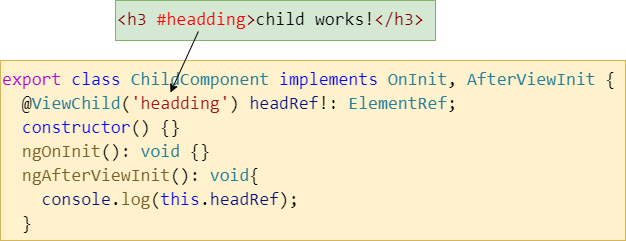 <h3 #headding>child works!</h3>
export class ChildComponent implements OnInit, AfterViewInit {
@ViewChild('headding') headRef!: ElementRef;
constructor() {}
ngOnInit(): void {}
ngAfterViewInit(): void{
console.log(this.headRef);
}